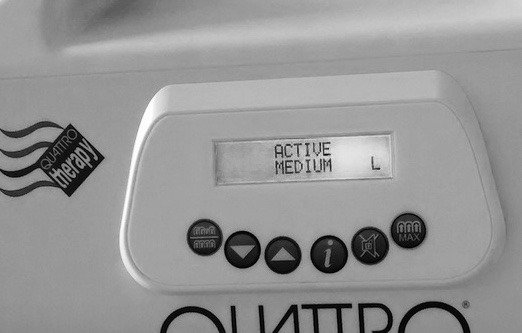 ACTIVE
MEDIUM L
QUATTRO
therapy
i
MAX
QUATTRO®